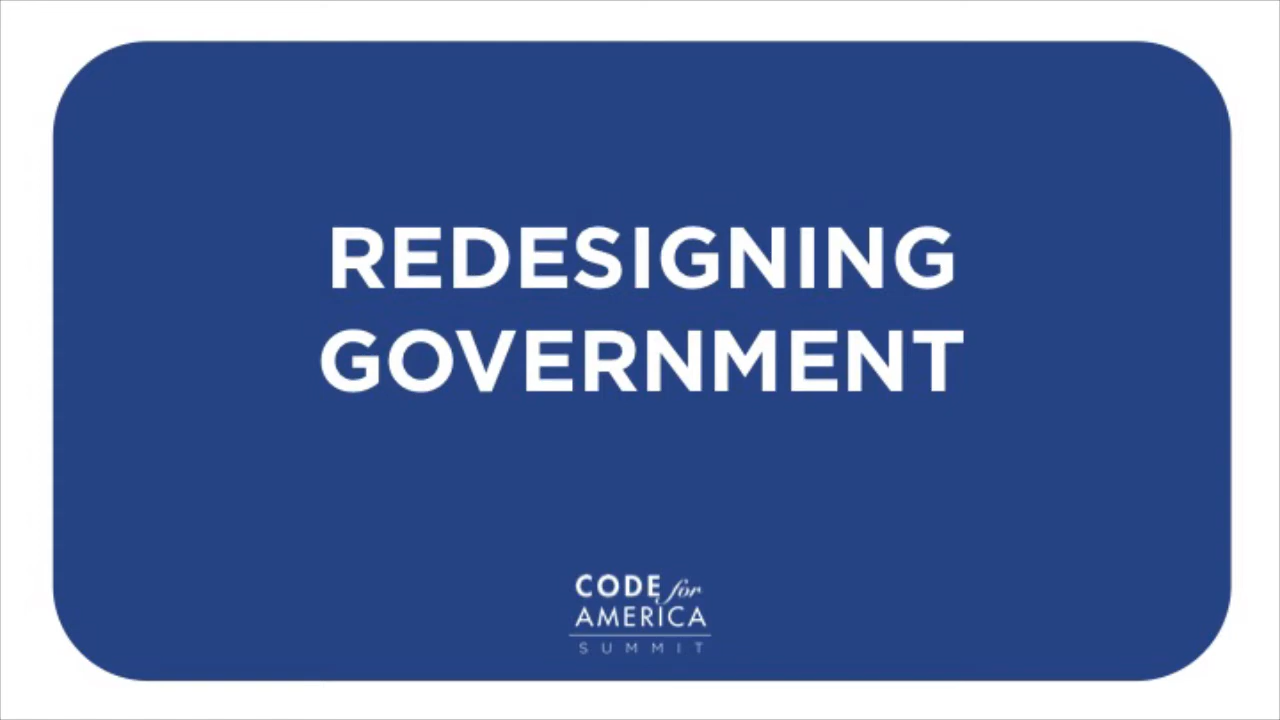 REDESIGNING
GOVERNMENT
CODE for
AMERICA
SUMMIT